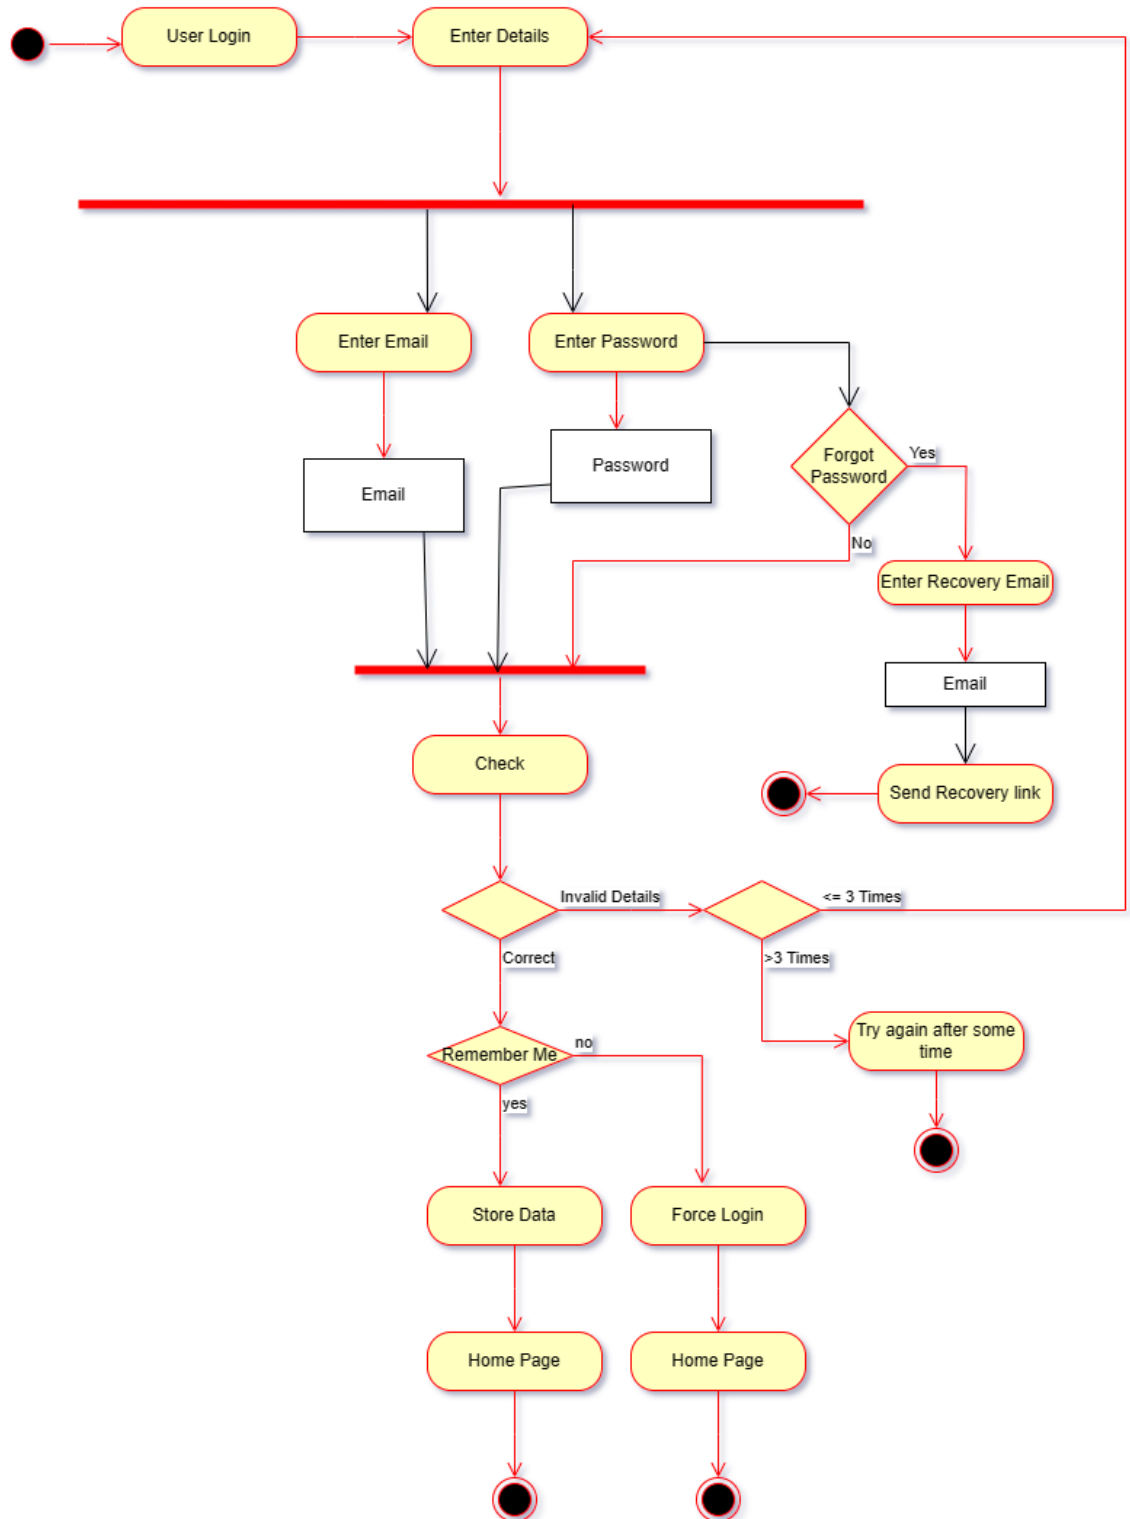 User Login
Enter Details
Enter Email
Enter Password
Email
Password
Forgot
Password
Yes
No
Enter Recovery Email
Email
Send Recovery link
Check
Invalid Details
<= 3 Times
Correct
>3 Times
Try again after some
time
Remember Me
no
yes
Store Data
Force Login
Home Page
Home Page